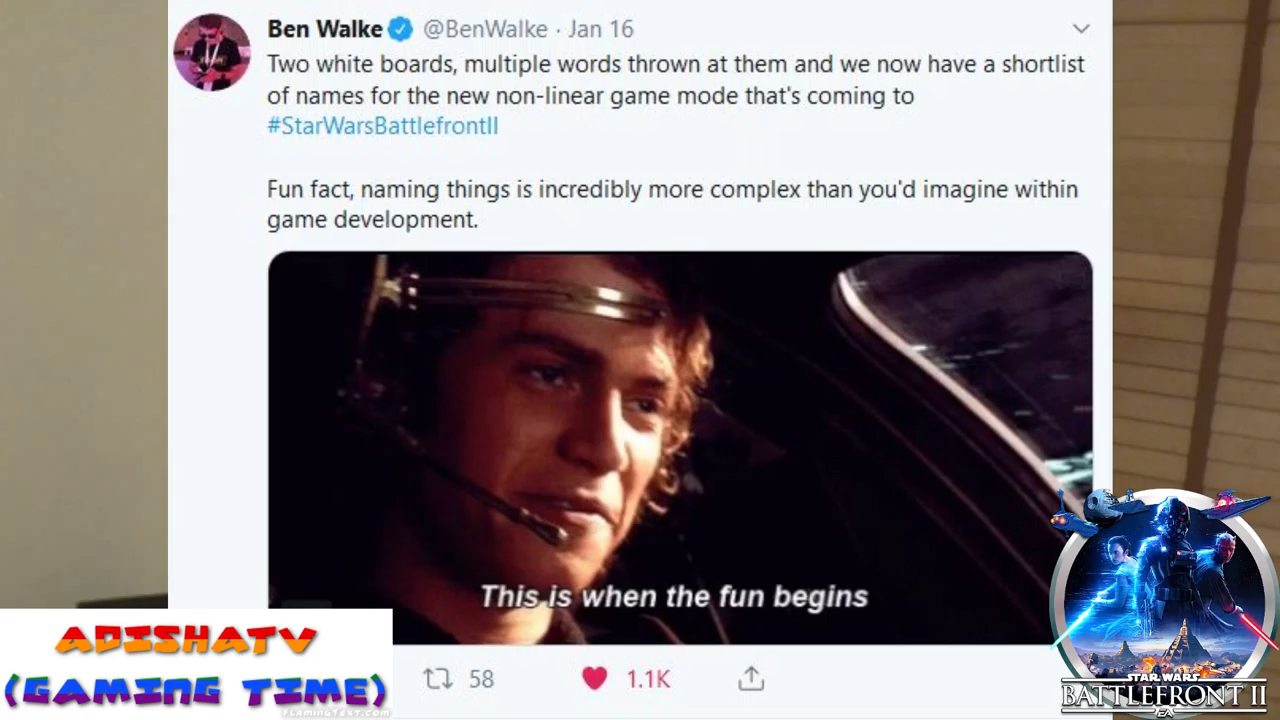 Ben Walke @BenWalke · Jan 16
Two white boards, multiple words thrown at them and we now have a shortlist
of names for the new non-linear game mode that's coming to
#StarWarsBattlefrontII
Fun fact, naming things is incredibly more complex than you'd imagine within
game development.
This is when the fun begins
58 1.1K
ADISHATV
(GAMING TIME)
FLAMINGTEXT.COM
STAR WARS
BATTLEFRONT II
EA